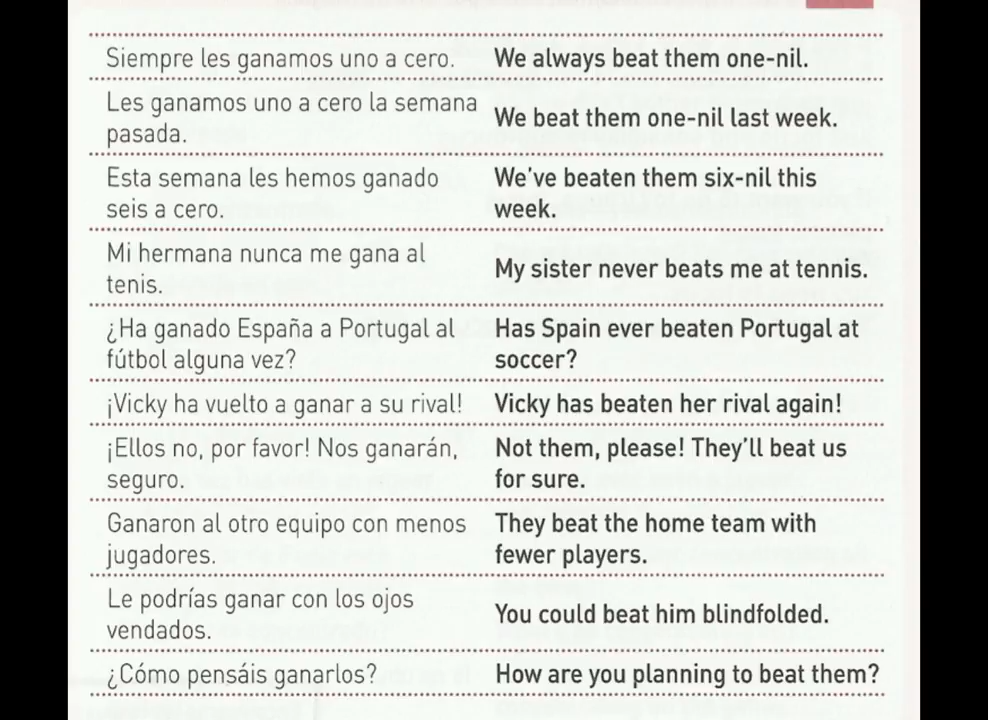 Siempre les ganamos uno a cero. We always beat them one-nil.
Les ganamos uno a cero la semana
pasada.
We beat them one-nil last week.
Esta semana les hemos ganado
seis a cero.
We've beaten them six-nil this
week.
Mi hermana nunca me gana al
tenis.
My sister never beats me at tennis.
¿Ha ganado España a Portugal al
fútbol alguna vez?
Has Spain ever beaten Portugal at
soccer?
¡Vicky ha vuelto a ganar a su rival! Vicky has beaten her rival again!
¡Ellos no, por favor! Nos ganarán,
seguro.
Not them, please! They'll beat us
for sure.
Ganaron al otro equipo con menos
jugadores.
They beat the home team with
fewer players.
Le podrías ganar con los ojos
vendados.
You could beat him blindfolded.
¿Cómo pensáis ganarlos? How are you planning to beat them?